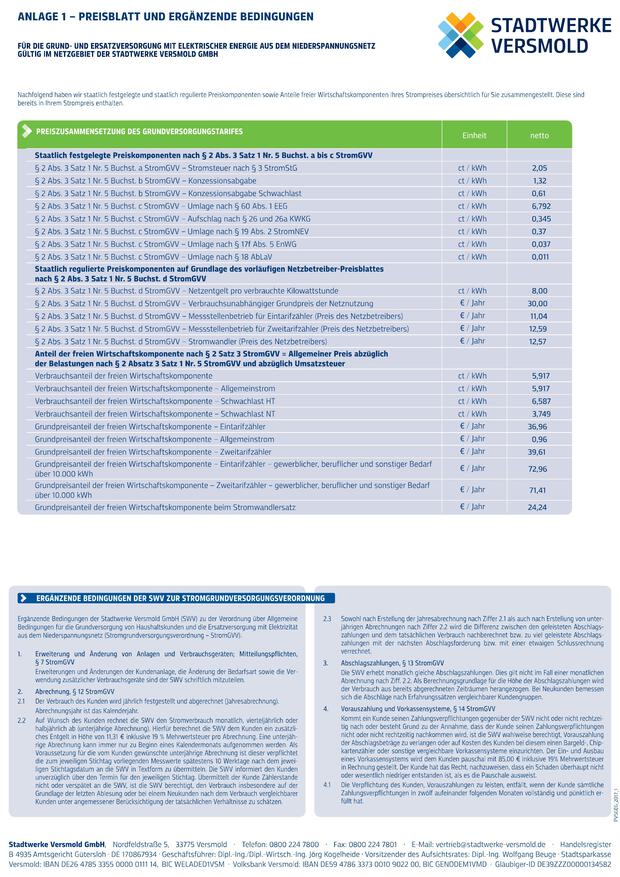 ANLAGE 1 – PREISBLATT UND ERGÄNZENDE BEDINGUNGEN
STADTWERKE
VERSMOLD
FÜR DIE GRUND- UND ERSATZVERSORGUNG MIT ELEKTRISCHER ENERGIE AUS DEM NIEDERSPANNUNGSNETZ
GÜLTIG IM NETZGEBIET DER STADTWERKE VERSMOLD GMBH
Nachfolgend haben wir staatlich festgelegte und staatlich regulierte Preiskomponenten sowie Anteile freier Wirtschaftskomponenten Ihres Strompreises übersichtlich für Sie zusammengestellt. Diese sind
bereits in Ihrem Strompreis enthalten.
PREISZUSAMMENSETZUNG DES GRUNDVERSORGUNGSTARIFES Einheit netto
Staatlich festgelegte Preiskomponenten nach § 2 Abs. 3 Satz 1 Nr. 5 Buchst. a bis c StromGVV
§ 2 Abs. 3 Satz 1 Nr. 5 Buchst. a StromGVV – Stromsteuer nach § 3 StromStG ct / kWh 2,05
§ 2 Abs. 3 Satz 1 Nr. 5 Buchst. b StromGVV – Konzessionsabgabe ct / kWh 1,32
§ 2 Abs. 3 Satz 1 Nr. 5 Buchst. b StromGVV – Konzessionsabgabe Schwachlast ct / kWh 0,61
§ 2 Abs. 3 Satz 1 Nr. 5 Buchst. c StromGVV – Umlage nach § 60 Abs. 1 EEG ct / kWh 6,792
§ 2 Abs. 3 Satz 1 Nr. 5 Buchst. c StromGVV – Aufschlag nach § 26 und 26a KWKG ct / kWh 0,345
§ 2 Abs. 3 Satz 1 Nr. 5 Buchst. c StromGVV – Umlage nach § 19 Abs. 2 StromNEV ct / kWh 0,37
§ 2 Abs. 3 Satz 1 Nr. 5 Buchst. c StromGVV – Umlage nach § 17f Abs. 5 EnWG ct / kWh 0,037
§ 2 Abs. 3 Satz 1 Nr. 5 Buchst. c StromGVV – Umlage nach § 18 AbLaV ct / kWh 0,011
Staatlich regulierte Preiskomponenten auf Grundlage des vorläufigen Netzbetreiber-Preisblattes
nach § 2 Abs. 3 Satz 1 Nr. 5 Buchst. d StromGVV
§ 2 Abs. 3 Satz 1 Nr. 5 Buchst. d StromGVV – Netzentgelt pro verbrauchte Kilowattstunde ct / kWh 8,00
§ 2 Abs. 3 Satz 1 Nr. 5 Buchst. d StromGVV – Verbrauchsunabhängiger Grundpreis der Netznutzung € / Jahr 30,00
§ 2 Abs. 3 Satz 1 Nr. 5 Buchst. d StromGVV – Messstellenbetrieb für Eintarifzähler (Preis des Netzbetreibers) € / Jahr 11,04
§ 2 Abs. 3 Satz 1 Nr. 5 Buchst. d StromGVV – Messstellenbetrieb für Zweitarifzähler (Preis des Netzbetreibers) € / Jahr 12,59
§ 2 Abs. 3 Satz 1 Nr. 5 Buchst. d StromGVV – Stromwandler (Preis des Netzbetreibers) € / Jahr 12,57
Anteil der freien Wirtschaftskomponente nach § 2 Satz 3 StromGVV = Allgemeiner Preis abzüglich
der Belastungen nach § 2 Absatz 3 Satz 1 Nr. 5 StromGVV und abzüglich Umsatzsteuer
Verbrauchsanteil der freien Wirtschaftskomponente ct / kWh 5,917
Verbrauchsanteil der freien Wirtschaftskomponente – Allgemeinstrom ct / kWh 5,917
Verbrauchsanteil der freien Wirtschaftskomponente – Schwachlast HT ct / kWh 6,587
Verbrauchsanteil der freien Wirtschaftskomponente – Schwachlast NT ct / kWh 3,749
Grundpreisanteil der freien Wirtschaftskomponente – Eintarifzähler € / Jahr 36,96
Grundpreisanteil der freien Wirtschaftskomponente – Allgemeinstrom € / Jahr 0,96
Grundpreisanteil der freien Wirtschaftskomponente – Zweitarifzähler € / Jahr 39,61
Grundpreisanteil der freien Wirtschaftskomponente – Eintarifzähler – gewerblicher, beruflicher und sonstiger Bedarf
über 10.000 kWh € / Jahr 72,96
Grundpreisanteil der freien Wirtschaftskomponente – Zweitarifzähler – gewerblicher, beruflicher und sonstiger Bedarf
über 10.000 kWh € / Jahr 71,41
Grundpreisanteil der freien Wirtschaftskomponente beim Stromwandlersatz € / Jahr 24,24
ERGÄNZENDE BEDINGUNGEN DER SWV ZUR STROMGRUNDVERSORGUNGSVERORDNUNG
Ergänzende Bedingungen der Stadtwerke Versmold GmbH (SWV) zu der Verordnung über Allgemeine
Bedingungen für die Grundversorgung von Haushaltskunden und die Ersatzversorgung mit Elektrizität
aus dem Niederspannungsnetz (Stromgrundversorgungsverordnung – StromGVV).
1. Erweiterung und Änderung von Anlagen und Verbrauchsgeräten; Mitteilungspflichten,
§ 7 StromGVV
Erweiterungen und Änderungen der Kundenanlage, die Änderung der Bedarfsart sowie die Ver-
wendung zusätzlicher Verbrauchsgeräte sind der SWV schriftlich mitzuteilen.
2. Abrechnung, § 12 StromGVV
2.1 Der Verbrauch des Kunden wird jährlich festgestellt und abgerechnet (Jahresabrechnung).
Abrechnungsjahr ist das Kalenderjahr.
2.2 Auf Wunsch des Kunden rechnet die SWV den Stromverbrauch monatlich, vierteljährlich oder
halbjährlich ab (unterjährige Abrechnung). Hierfür berechnet die SWV dem Kunden ein zusätzli-
ches Entgelt in Höhe von 11,31 € inklusive 19 % Mehrwertsteuer pro Abrechnung. Eine unterjäh-
rige Abrechnung kann immer nur zu Beginn eines Kalendermonats aufgenommen werden. Als
Voraussetzung für die vom Kunden gewünschte unterjährige Abrechnung ist dieser verpflichtet
die zum jeweiligen Stichtag vorliegenden Messwerte spätestens 10 Werktage nach dem jewei-
ligen Stichtagsdatum an die SWV in Textform zu übermitteln. Die SWV informiert den Kunden
unverzüglich über den Termin für den jeweiligen Stichtag. Übermittelt der Kunde Zählerstände
nicht oder verspätet an die SWV, ist die SWV berechtigt, den Verbrauch insbesondere auf der
Grundlage der letzten Ablesung oder bei einem Neukunden nach dem Verbrauch vergleichbarer
Kunden unter angemessener Berücksichtigung der tatsächlichen Verhältnisse zu schätzen.
2.3 Sowohl nach Erstellung der Jahresabrechnung nach Ziffer 2.1 als auch nach Erstellung von unter-
jährigen Abrechnungen nach Ziffer 2.2 wird die Differenz zwischen den geleisteten Abschlags-
zahlungen und dem tatsächlichen Verbrauch nachberechnet bzw. zu viel geleistete Abschlags-
zahlungen mit der nächsten Abschlagsforderung bzw. mit einer etwaigen Schlussrechnung
verrechnet.
3. Abschlagszahlungen, § 13 StromGVV
Die SWV erhebt monatlich gleiche Abschlagszahlungen. Dies gilt nicht im Fall einer monatlichen
Abrechnung nach Ziff. 2.2. Als Berechnungsgrundlage für die Höhe der Abschlagszahlungen wird
der Verbrauch aus bereits abgerechneten Zeiträumen herangezogen. Bei Neukunden bemessen
sich die Abschläge nach Erfahrungssätzen vergleichbarer Kundengruppen.
4. Vorauszahlung und Vorkassensysteme, § 14 StromGVV
Kommt ein Kunde seinen Zahlungsverpflichtungen gegenüber der SWV nicht oder nicht rechtzei-
tig nach oder besteht Grund zu der Annahme, dass der Kunde seinen Zahlungsverpflichtungen
nicht oder nicht rechtzeitig nachkommen wird, ist die SWV wahlweise berechtigt, Vorauszahlung
der Abschlagsbeträge zu verlangen oder auf Kosten des Kunden bei diesem einen Bargeld-, Chip-
kartenzähler oder sonstige vergleichbare Vorkassensysteme einzurichten. Der Ein- und Ausbau
eines Vorkassensystems wird dem Kunden pauschal mit 85,00 € inklusive 19% Mehrwertsteuer
in Rechnung gestellt. Der Kunde hat das Recht, nachzuweisen, dass ein Schaden überhaupt nicht
oder wesentlich niedriger entstanden ist, als es die Pauschale ausweist.
4.1 Die Verpflichtung des Kunden, Vorauszahlungen zu leisten, entfällt, wenn der Kunde sämtliche
Zahlungsverpflichtungen in zwölf aufeinander folgenden Monaten vollständig und pünktlich er-
füllt hat.
Stadtwerke Versmold GmbH, Nordfeldstraße 5, 33775 Versmold · Telefon: 0800 224 7800 · Fax: 0800 224 7801 · E-Mail: vertrieb@stadtwerke-versmold.de · Handelsregister
B 4935 Amtsgericht Gütersloh · DE 170867934 · Geschäftsführer: Dipl.-Ing./Dipl.-Wirtsch.-Ing. Jörg Kogelheide · Vorsitzender des Aufsichtsrates: Dipl.-Ing. Wolfgang Beuge · Stadtsparkasse
Versmold: IBAN DE26 4785 3355 0000 0111 14, BIC WELADED1VSM · Volksbank Versmold: IBAN DE59 4786 3373 0010 9022 00, BIC GENODEM1VMD · Gläubiger-ID DE39ZZZ00000134582